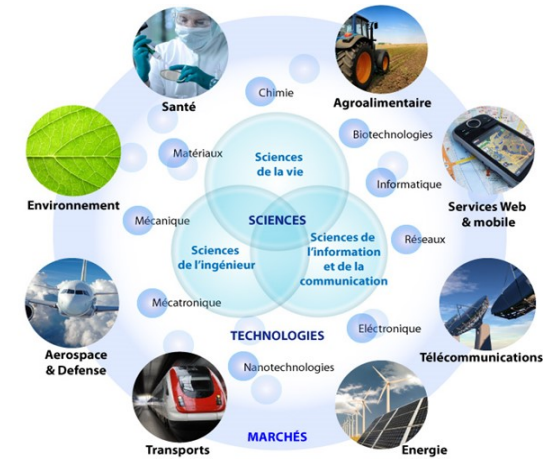 Santé
Chimie
Agroalimentaire
Biotechnologies
Matériaux
Sciences
de la vie
Informatique
Environnement
Services Web
& mobile
Mécanique
SCIENCES
Réseaux
Sciences
de l'ingénieur
Sciences de
l'information
et de la
communication
Mécatronique
Eléctronique
TECHNOLOGIES
Aerospace
& Defense
Télécommunications
Nanotechnologies
MARCHÉS
Transports
Energie